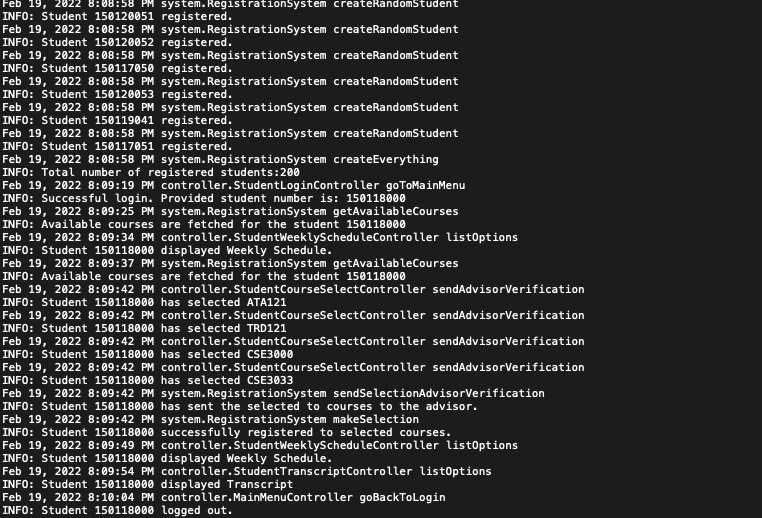 Feb 19, 2022 8:08:58 PM system.RegistrationSystem createRandomStudent
INFO: Student 150120051 registered.
Feb 19, 2022 8:08:58 PM system.RegistrationSystem createRandomStudent
INFO: Student 150120052 registered.
Feb 19, 2022 8:08:58 PM system.RegistrationSystem createRandomStudent
INFO: Student 150117050 registered.
Feb 19, 2022 8:08:58 PM system.RegistrationSystem createRandomStudent
INFO: Student 150120053 registered.
Feb 19, 2022 8:08:58 PM system.RegistrationSystem createRandomStudent
INFO: Student 150119041 registered.
Feb 19, 2022 8:08:58 PM system.RegistrationSystem createRandomStudent
INFO: Student 150117051 registered.
Feb 19, 2022 8:08:58 PM system.RegistrationSystem createEverything
INFO: Total number of registered students:200
Feb 19, 2022 8:09:19 PM controller.StudentLoginController goToMainMenu
INFO: Successful login. Provided student number is: 150118000
Feb 19, 2022 8:09:25 PM system.RegistrationSystem getAvailableCourses
INFO: Available courses are fetched for the student 150118000
Feb 19, 2022 8:09:34 PM controller.StudentWeeklyScheduleController listOptions
INFO: Student 150118000 displayed Weekly Schedule.
Feb 19, 2022 8:09:37 PM system.RegistrationSystem getAvailableCourses
INFO: Available courses are fetched for the student 150118000
Feb 19, 2022 8:09:42 PM controller.StudentCourseSelectController sendAdvisorVerification
INFO: Student 150118000 has selected ATA121
Feb 19, 2022 8:09:42 PM controller.StudentCourseSelectController sendAdvisorVerification
INFO: Student 150118000 has selected TRD121
Feb 19, 2022 8:09:42 PM controller.StudentCourseSelectController sendAdvisorVerification
INFO: Student 150118000 has selected CSE3000
Feb 19, 2022 8:09:42 PM controller.StudentCourseSelectController sendAdvisorVerification
INFO: Student 150118000 has selected CSE3033
Feb 19, 2022 8:09:42 PM system.RegistrationSystem sendSelectionAdvisorVerification
INFO: Student 150118000 has sent the selected to courses to the advisor.
Feb 19, 2022 8:09:42 PM system.RegistrationSystem makeSelection
INFO: Student 150118000 successfully registered to selected courses.
Feb 19, 2022 8:09:49 PM controller.StudentWeeklyScheduleController listOptions
INFO: Student 150118000 displayed Weekly Schedule.
Feb 19, 2022 8:09:54 PM controller.StudentTranscriptController listOptions
INFO: Student 150118000 displayed Transcript
Feb 19, 2022 8:10:04 PM controller.MainMenuController goBackToLogin
INFO: Student 150118000 logged out.